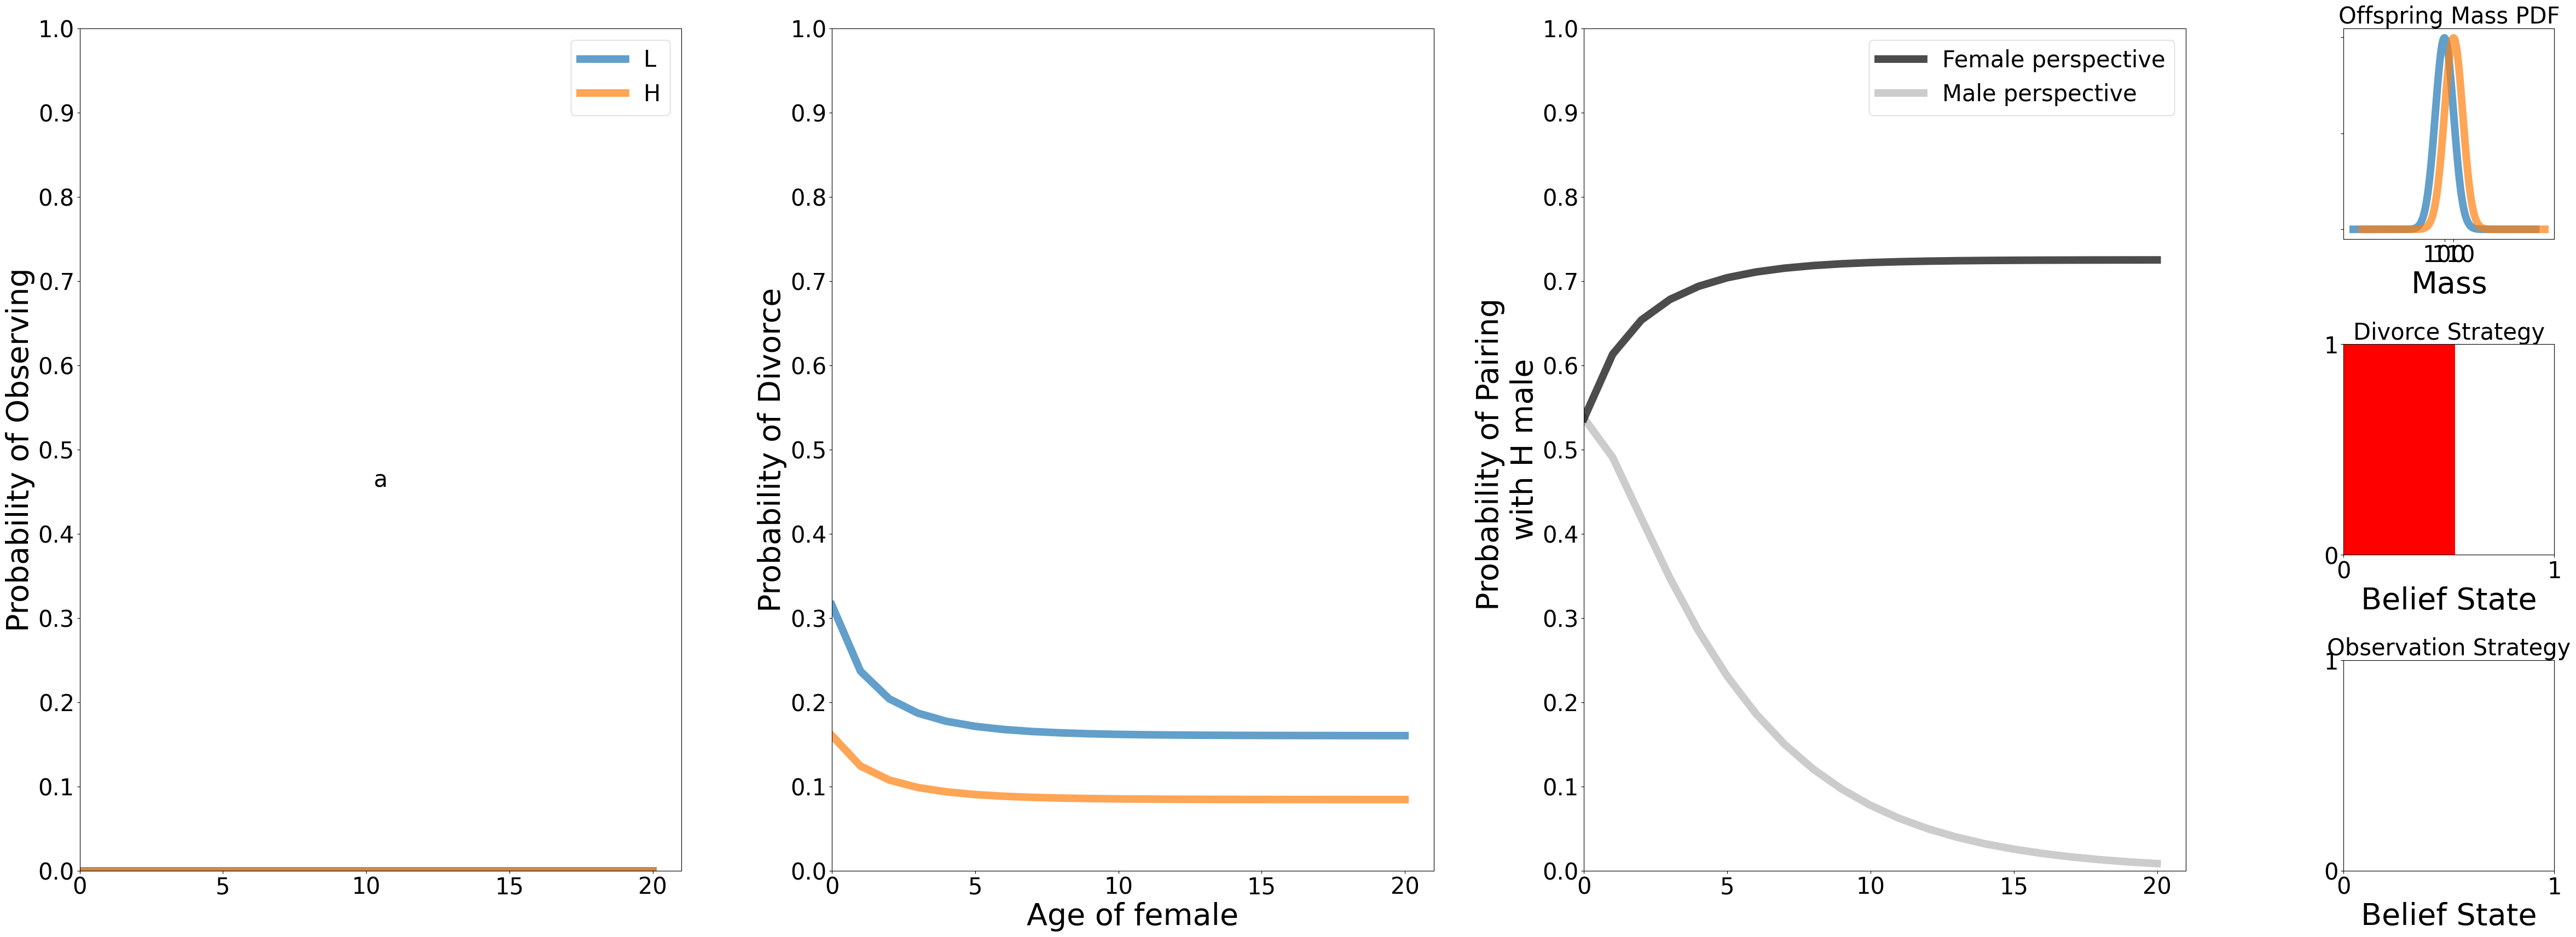 Probability of Observing
1.0
0.9
0.8
0.7
0.6
0.5
0.4
0.3
0.2
0.1
0.0
0 5 10 15 20
L
H
a
Probability of Divorce
1.0
0.9
0.8
0.7
0.6
0.5
0.4
0.3
0.2
0.1
0.0
0 5 10 15 20
Age of female
Probability of Pairing
with H male
1.0
0.9
0.8
0.7
0.6
0.5
0.4
0.3
0.2
0.1
0.0
0 5 10 15 20
Female perspective
Male perspective
Offspring Mass PDF
100 110
Mass
Divorce Strategy
1
0
0 1
Belief State
Observation Strategy
1
0
0 1
Belief State